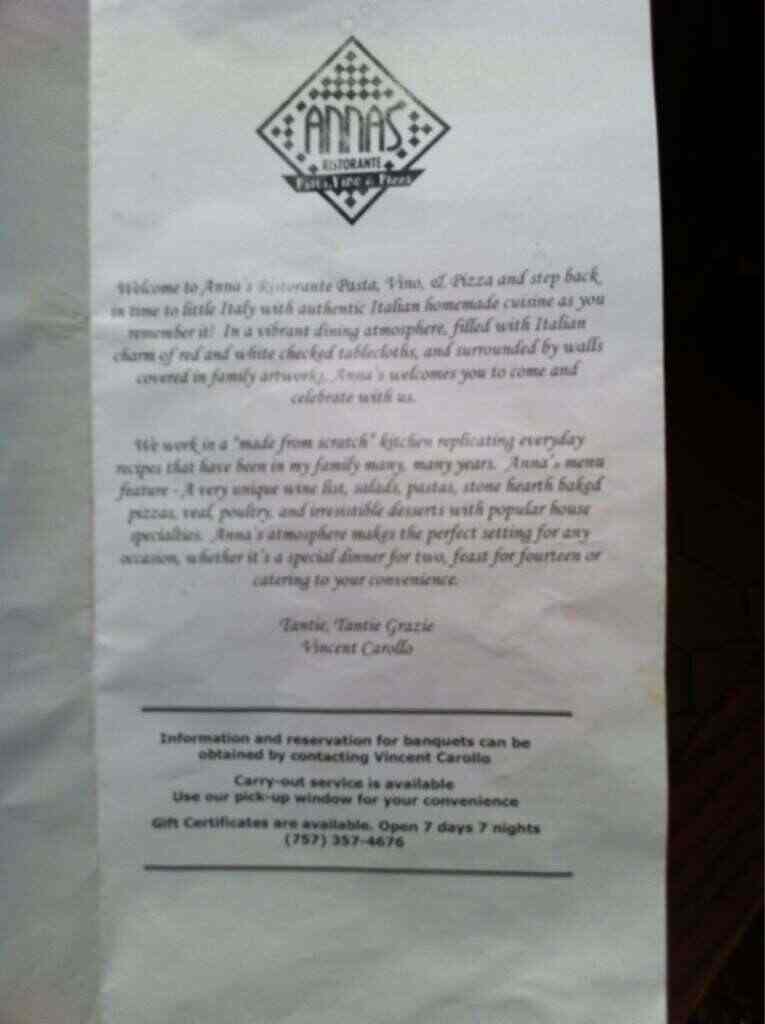 ANNAS
RISTORANTE
Pasta, Vino & Pizza
Welcome to Anna's Ristorante Pasta, Vino, & Pizza and step back
in time to little Italy with authentic Italian homemade cuisine as you
remember it! In a vibrant dining atmosphere, filled with Italian
charm of red and white checked tablecloths, and surrounded by walls
covered in family artworks, Anna's welcomes you to come and
celebrate with us.
We work in a "made from scratch" kitchen replicating everyday
recipes that have been in my family many, many years. Anna's menu
feature - A very unique wine list, salads, pastas, stone hearth baked
pizzas, veal, poultry, and irresistible desserts with popular house
specialties. Anna's atmosphere makes the perfect setting for any
occasion, whether it's a special dinner for two, feast for fourteen or
catering to your convenience.
Tantie, Tantie Grazie
Vincent Carollo
Information and reservation for banquets can be
obtained by contacting Vincent Carollo
Carry-out service is available
Use our pick-up window for your convenience
Gift Certificates are available. Open 7 days 7 nights
(757) 357-4676